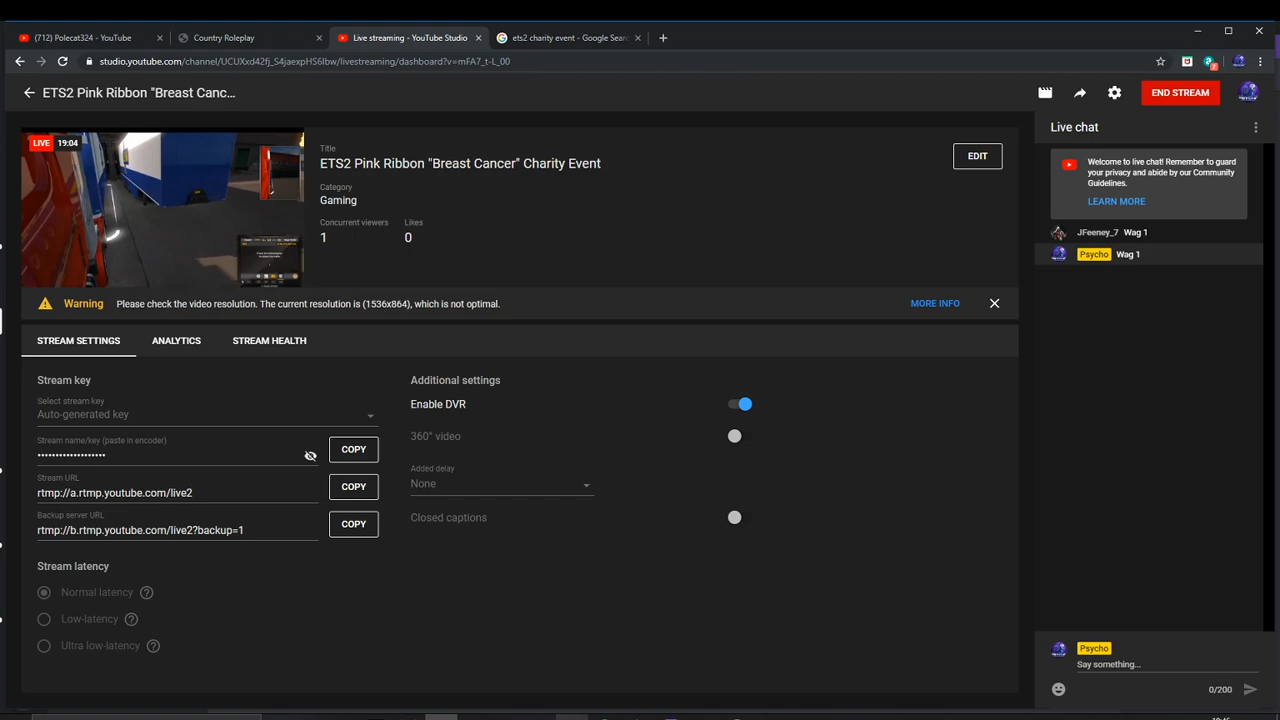 (712) Polecat324 - YouTube
Country Roleplay
Live streaming - YouTube Studio
ets2 charity event - Google Sear
studio.youtube.com/channel/UCUXxd42fj_S4jaexpHS6Ibw/livestreaming/dashboard?v=mFA7_t-L_00
ETS2 Pink Ribbon "Breast Canc...
END STREAM
LIVE 19:04
Title
ETS2 Pink Ribbon "Breast Cancer" Charity Event
EDIT
Category
Gaming
Concurrent viewers Likes
1 0
Warning Please check the video resolution. The current resolution is (1536x864), which is not optimal.
MORE INFO
STREAM SETTINGS ANALYTICS STREAM HEALTH
Stream key
Select stream key
Auto-generated key
Stream name/key (paste in encoder)
••••••••••••••••••• COPY
Stream URL
rtmp://a.rtmp.youtube.com/live2 COPY
Backup server URL
rtmp://b.rtmp.youtube.com/live2?backup=1 COPY
Stream latency
Normal latency
Low-latency
Ultra low-latency
Additional settings
Enable DVR
360° video
Added delay
None
Closed captions
Live chat
Welcome to live chat! Remember to guard
your privacy and abide by our Community
Guidelines.
LEARN MORE
JFeeney_7 Wag 1
Psycho Wag 1
Psycho
Say something...
0/200